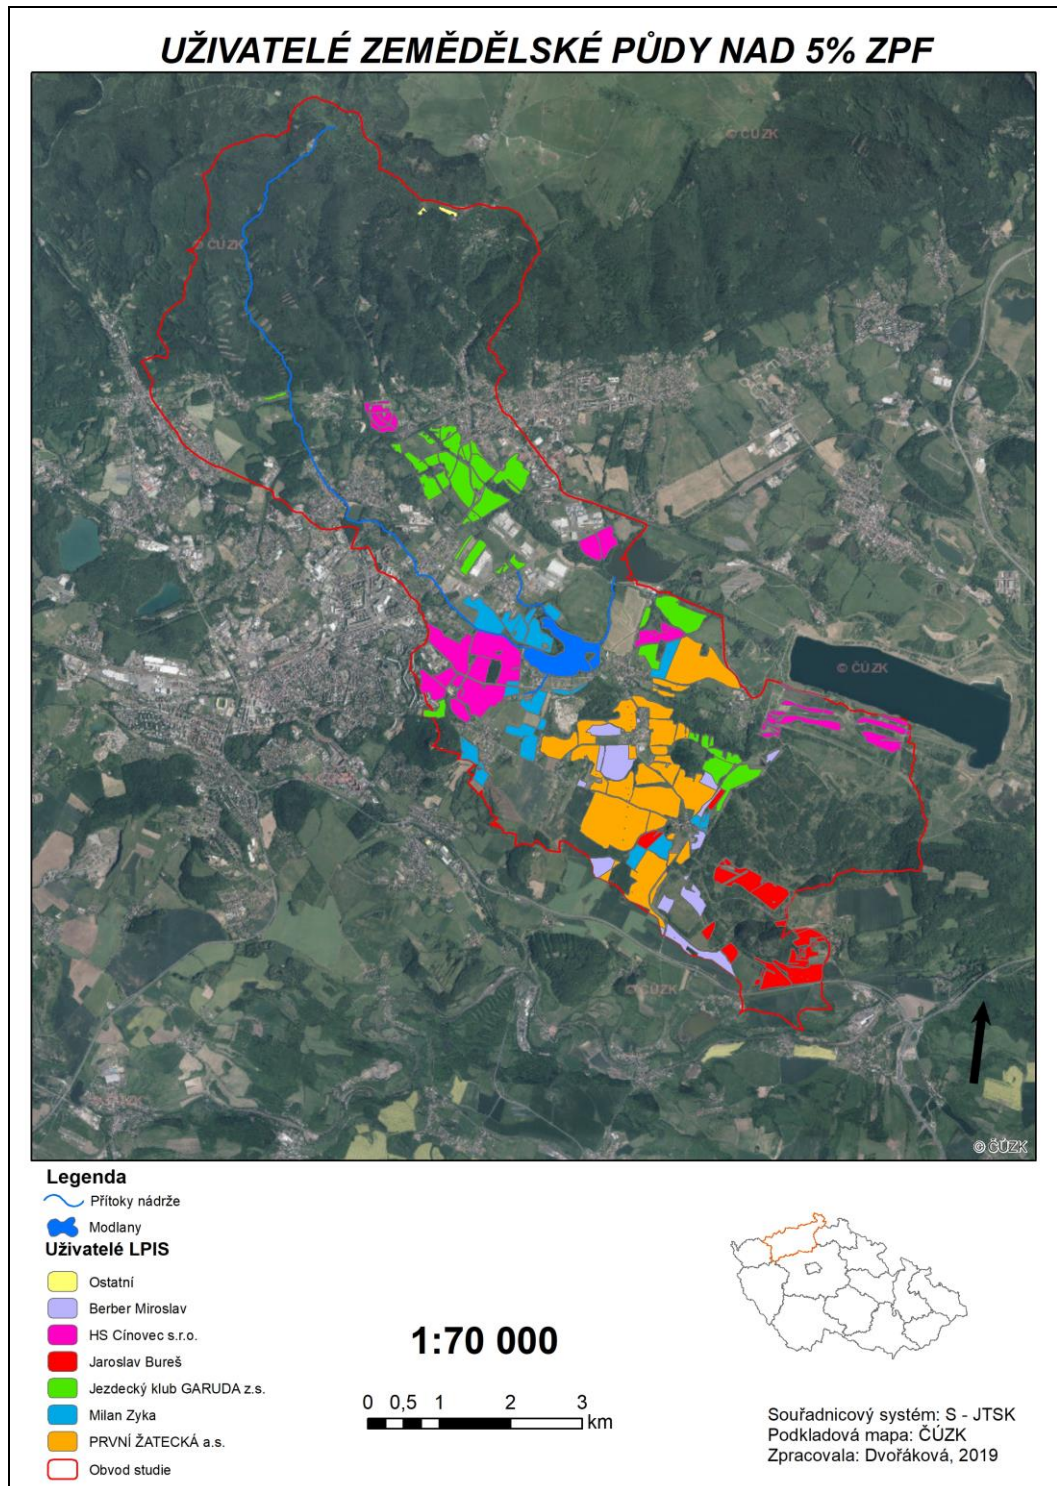 UŽIVATELÉ ZEMĚDĚLSKÉ PŮDY NAD 5% ZPF
© ČÚZK
© ČÚZK
© ČÚZK
© ČÚZK
© ČÚZK
Legenda
Přítoky nádrže
Modlany
Uživatelé LPIS
Ostatní
Berber Miroslav
HS Cínovec s.r.o.
Jaroslav Bureš
Jezdecký klub GARUDA z.s.
Milan Zyka
PRVNÍ ŽATECKÁ a.s.
Obvod studie
1:70 000
0 0,5 1 2 3
km
Souřadnicový systém: S - JTSK
Podkladová mapa: ČÚZK
Zpracovala: Dvořáková, 2019